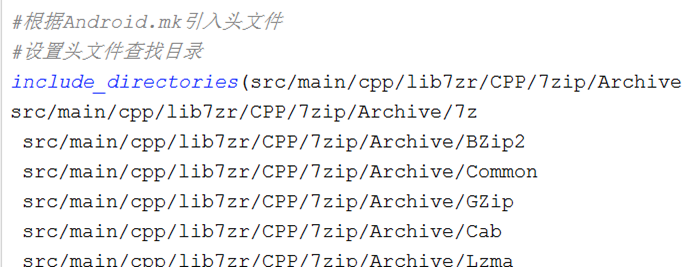 #根据Android.mk引入头文件
#设置头文件查找目录
include_directories(src/main/cpp/lib7zr/CPP/7zip/Archive
src/main/cpp/lib7zr/CPP/7zip/Archive/7z
src/main/cpp/lib7zr/CPP/7zip/Archive/BZip2
src/main/cpp/lib7zr/CPP/7zip/Archive/Common
src/main/cpp/lib7zr/CPP/7zip/Archive/GZip
src/main/cpp/lib7zr/CPP/7zip/Archive/Cab
src/main/cpp/lib7zr/CPP/7zip/Archive/Lzma